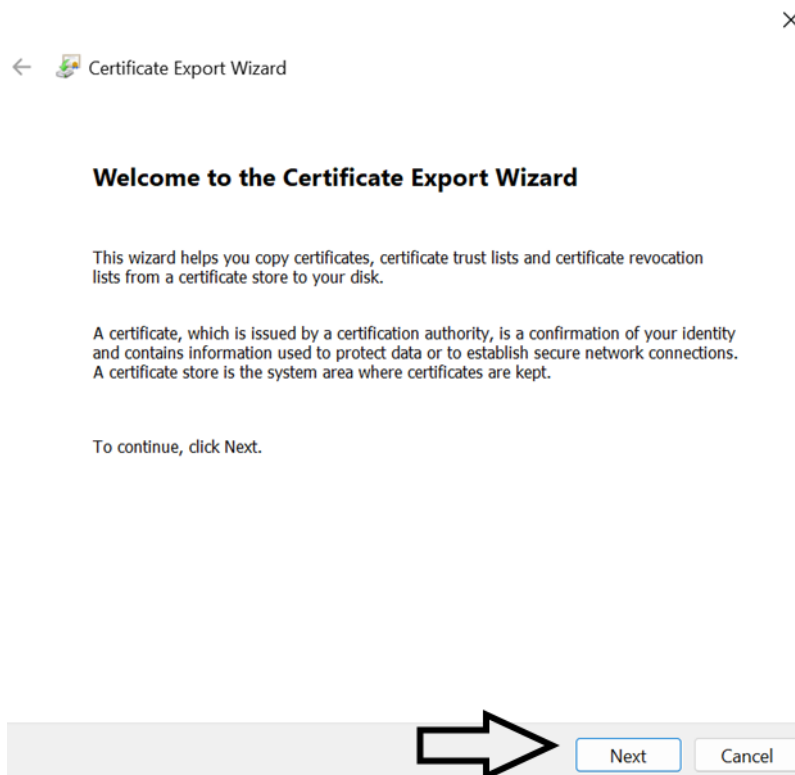 Certificate Export Wizard
Welcome to the Certificate Export Wizard
This wizard helps you copy certificates, certificate trust lists and certificate revocation
lists from a certificate store to your disk.
A certificate, which is issued by a certification authority, is a confirmation of your identity
and contains information used to protect data or to establish secure network connections.
A certificate store is the system area where certificates are kept.
To continue, click Next.
Next Cancel